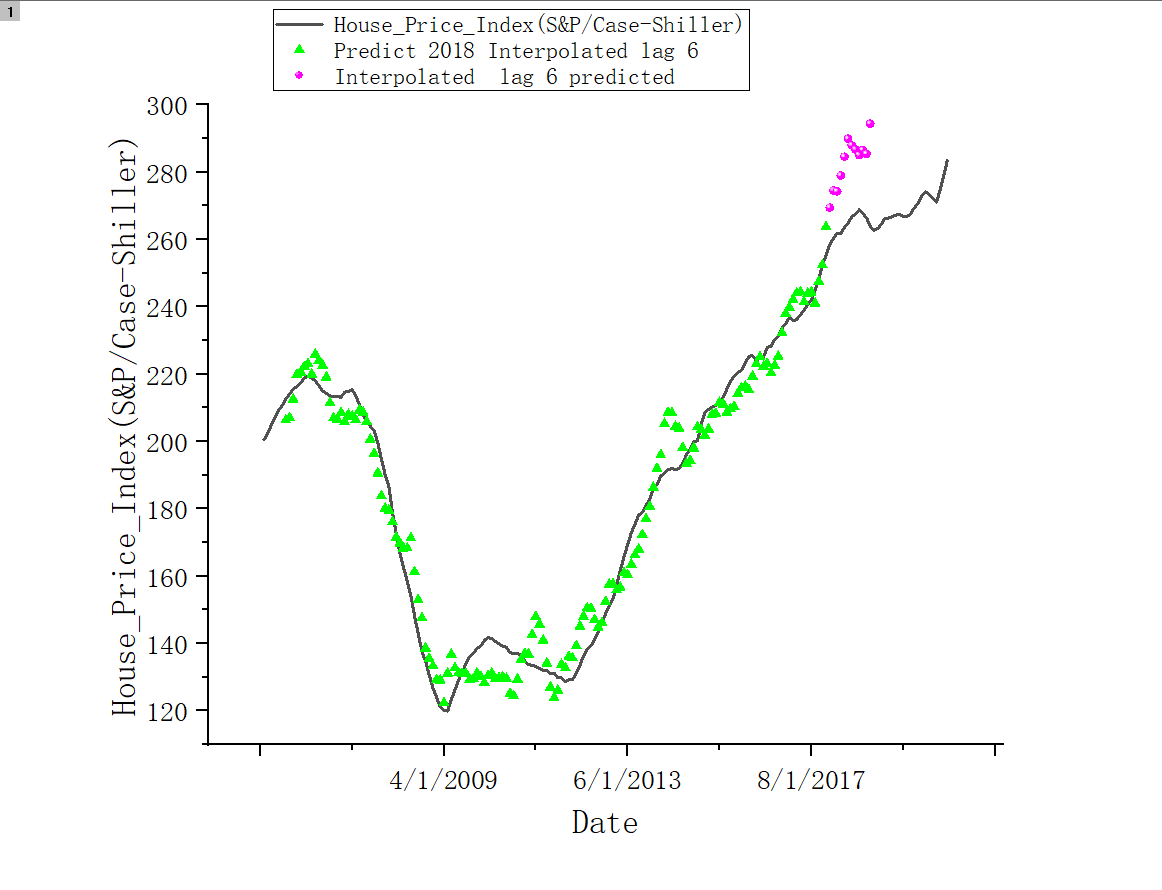 1
House_Price_Index(S&P/Case-Shiller)
Predict 2018 Interpolated lag 6
Interpolated  lag 6 predicted
300
280
260
240
220
200
180
160
140
120
House_Price_Index(S&P/Case-Shiller)
4/1/2009 6/1/2013 8/1/2017
Date